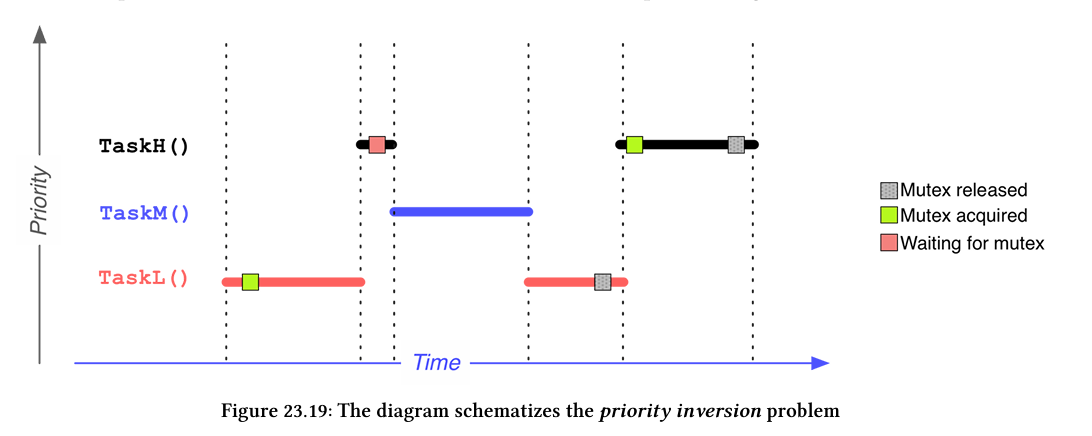 Priority
TaskH()
TaskM()
TaskL()
Time
Mutex released
Mutex acquired
Waiting for mutex
Figure 23.19: The diagram schematizes the priority inversion problem